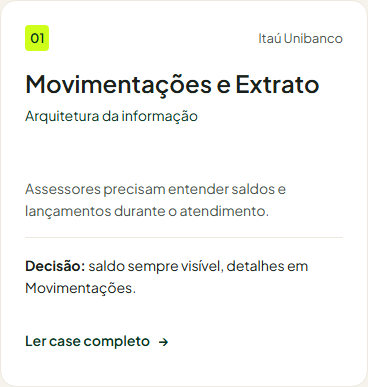 01
Itaú Unibanco
Movimentações e Extrato
Arquitetura da informação
Assessores precisam entender saldos e
lançamentos durante o atendimento.
Decisão: saldo sempre visível, detalhes em
Movimentações.
Ler case completo →